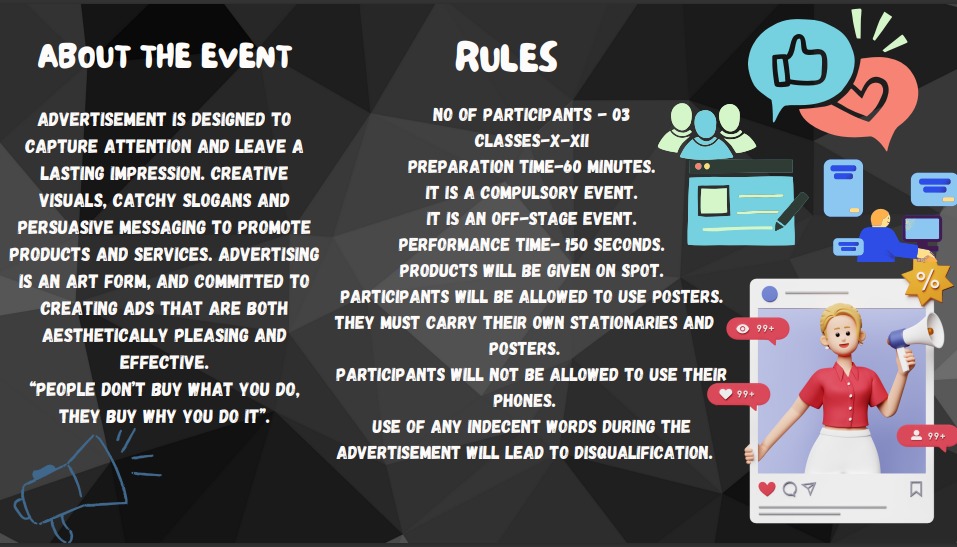 ABOUT THE EVENT
ADVERTISEMENT IS DESIGNED TO
CAPTURE ATTENTION AND LEAVE A
LASTING IMPRESSION. CREATIVE
VISUALS, CATCHY SLOGANS AND
PERSUASIVE MESSAGING TO PROMOTE
PRODUCTS AND SERVICES. ADVERTISING
IS AN ART FORM, AND COMMITTED TO
CREATING ADS THAT ARE BOTH
AESTHETICALLY PLEASING AND
EFFECTIVE.
“PEOPLE DON'T BUY WHAT YOU DO,
THEY BUY WHY YOU DO IT”.
RULES
NO OF PARTICIPANTS - 03
CLASSES-X-XII
PREPARATION TIME-60 MINUTES.
IT IS A COMPULSORY EVENT.
IT IS AN OFF-STAGE EVENT.
PERFORMANCE TIME- 150 SECONDS.
PRODUCTS WILL BE GIVEN ON SPOT.
PARTICIPANTS WILL BE ALLOWED TO USE POSTERS.
THEY MUST CARRY THEIR OWN STATIONARIES AND
POSTERS.
PARTICIPANTS WILL NOT BE ALLOWED TO USE THEIR
PHONES.
USE OF ANY INDECENT WORDS DURING THE
ADVERTISEMENT WILL LEAD TO DISQUALIFICATION.
%
99+
99+
99+